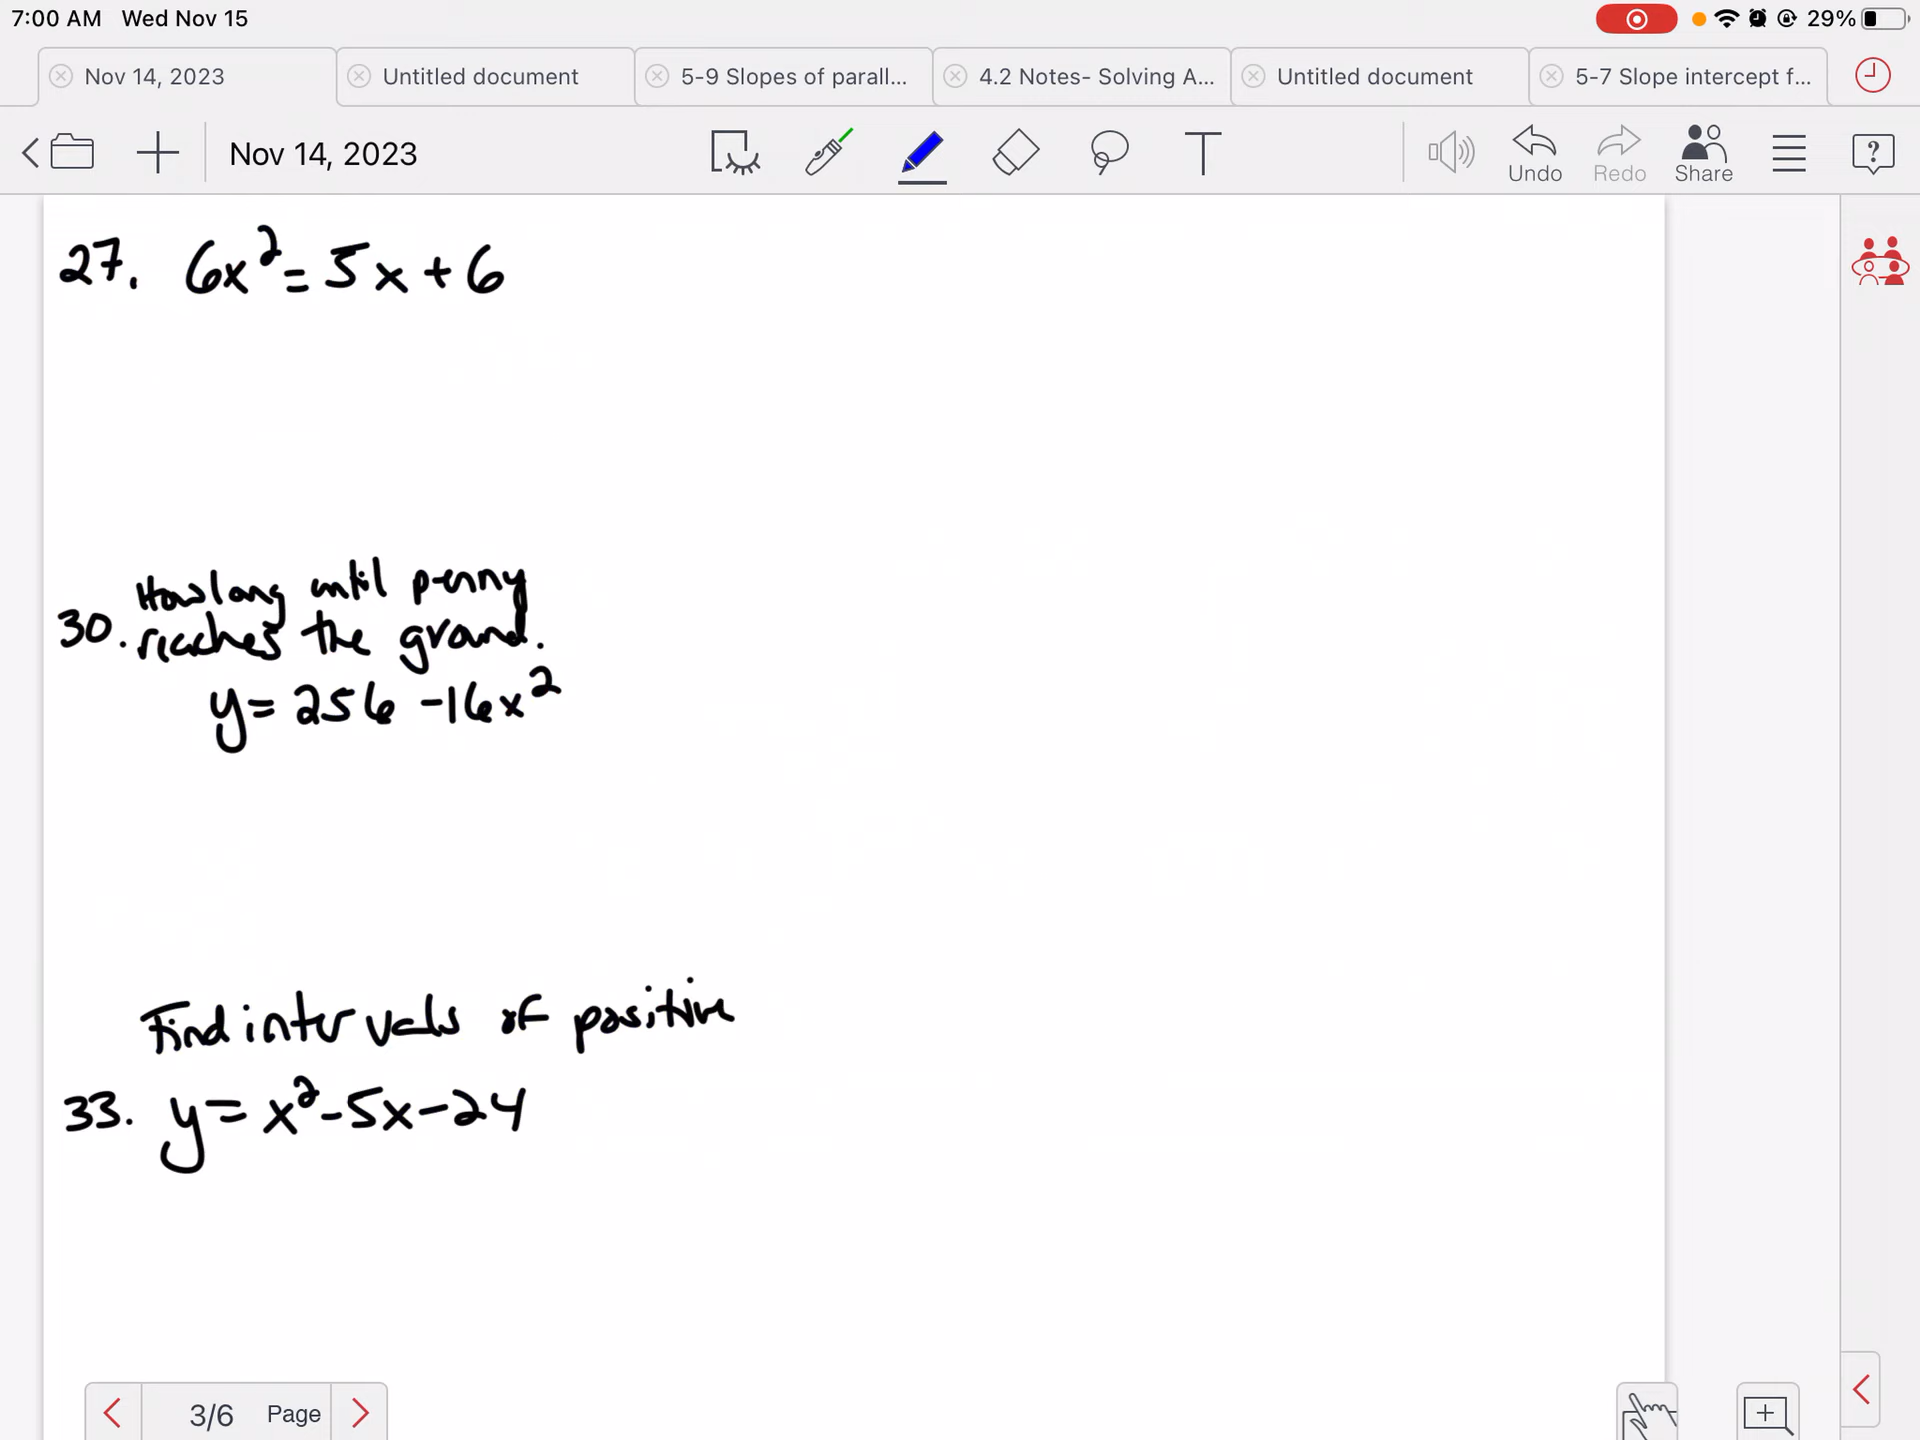 7:00 AM Wed Nov 15
29%
Nov 14, 2023
Untitled document
5-9 Slopes of parall...
4.2 Notes- Solving A...
Untitled document
5-7 Slope intercept f...
Nov 14, 2023
T
Undo
Redo
Share
?
27. 6x² = 5x + 6
How long until penny
30. reaches the ground.
y = 256 - 16x²
Find intervals of positive
33. y = x² - 5x - 24
3/6 Page